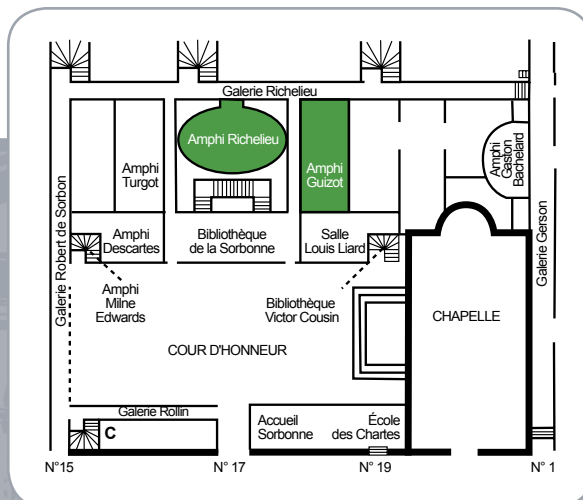 Galerie Richelieu
Amphi Richelieu
Amphi
Turgot
Amphi
Guizot
Amphi
Gaston
Bachelard
Galerie Robert de Sorbon
Galerie Gerson
Amphi
Descartes
Bibliothèque
de la Sorbonne
Salle
Louis Liard
Amphi
Milne
Edwards
Bibliothèque
Victor Cousin
CHAPELLE
COUR D'HONNEUR
Galerie Rollin
C
Accueil
Sorbonne
École
des Chartes
N°15
N° 17
N° 19
N° 1